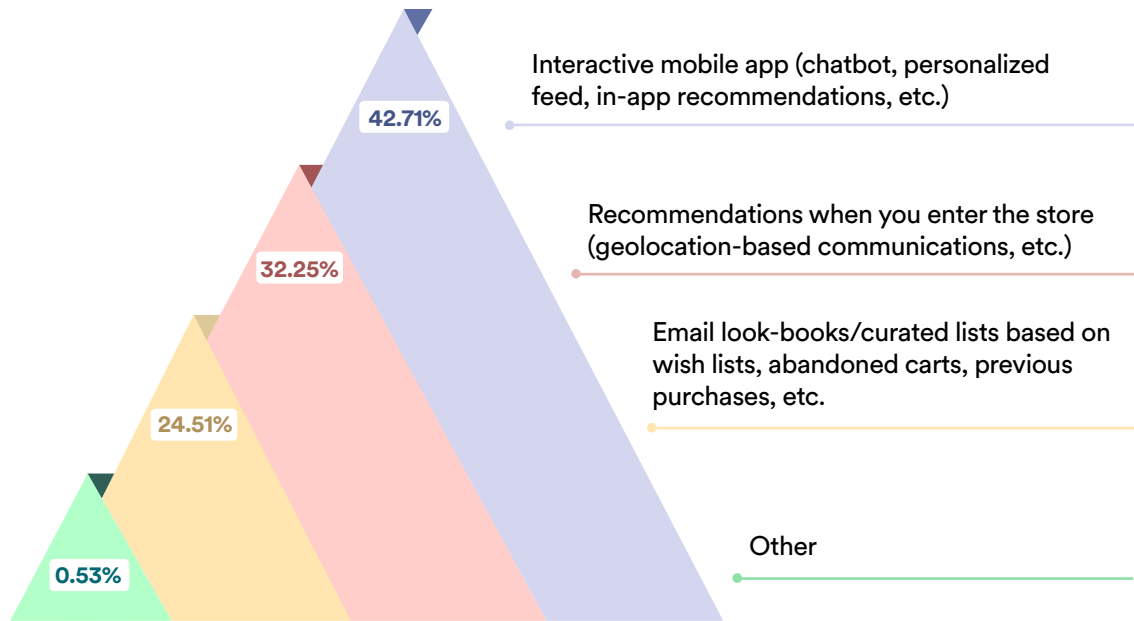 42.71%
Interactive mobile app (chatbot, personalized
feed, in-app recommendations, etc.)
32.25%
Recommendations when you enter the store
(geolocation-based communications, etc.)
24.51%
Email look-books/curated lists based on
wish lists, abandoned carts, previous
purchases, etc.
0.53%
Other